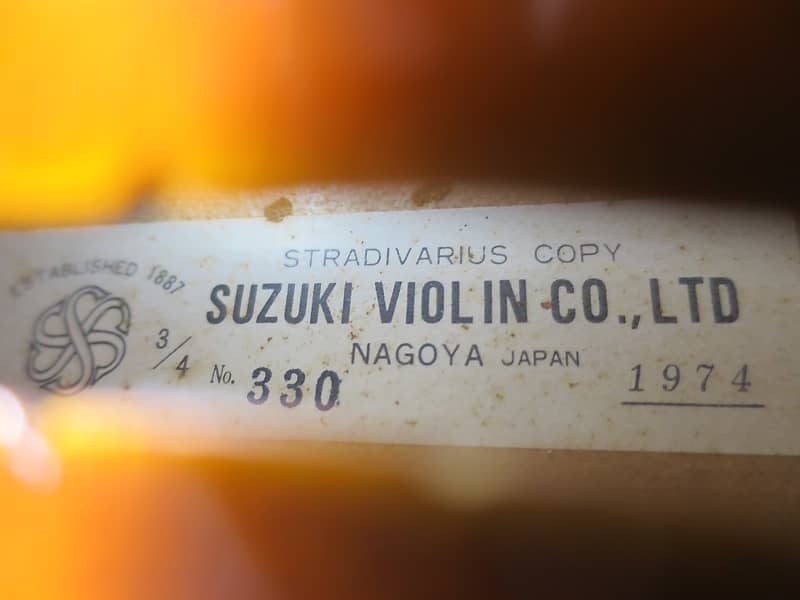 STRADIVARIUS COPY
ESTABLISHED 1887
SUZUKI VIOLIN CO., LTD
NAGOYA JAPAN
3/4 No. 330
1974